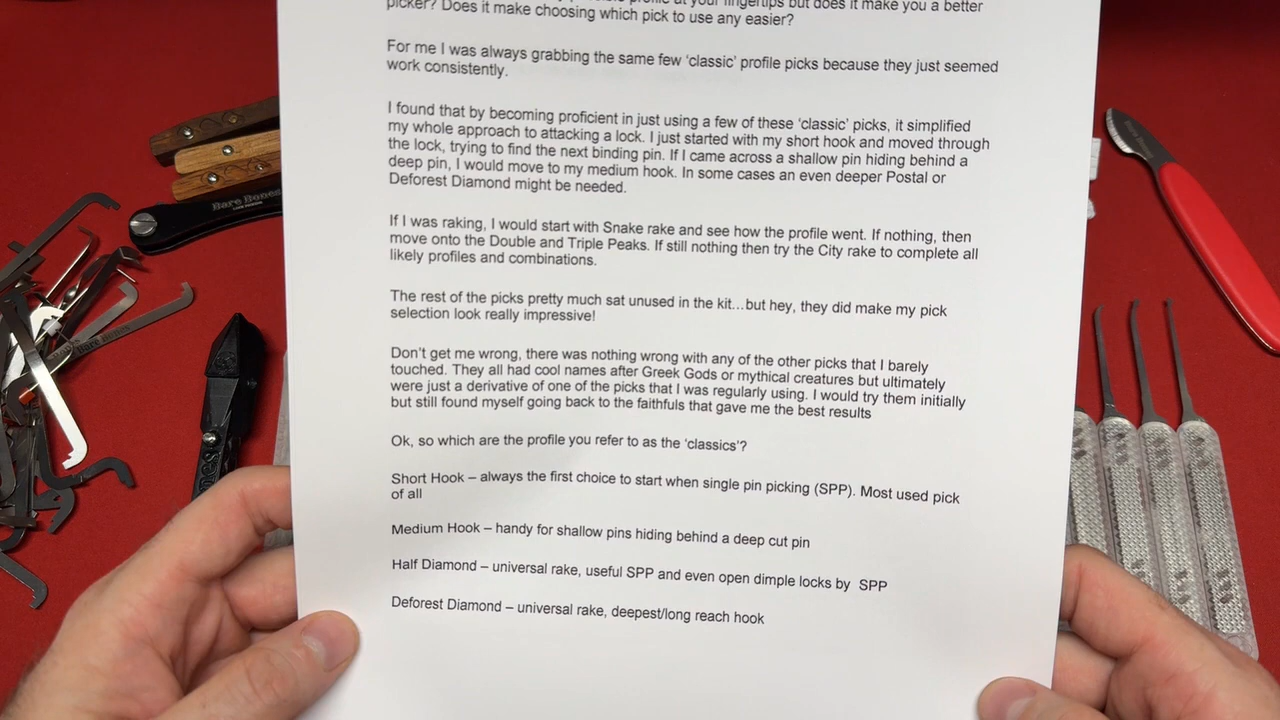 profile at your fingertips but does it make you a better
picker? Does it make choosing which pick to use any easier?
For me I was always grabbing the same few ‘classic’ profile picks because they just seemed
work consistently.
I found that by becoming proficient in just using a few of these ‘classic’ picks, it simplified
my whole approach to attacking a lock. I just started with my short hook and moved through
the lock, trying to find the next binding pin. If I came across a shallow pin hiding behind a
deep pin, I would move to my medium hook. In some cases an even deeper Postal or
Deforest Diamond might be needed.
If I was raking, I would start with Snake rake and see how the profile went. If nothing, then
move onto the Double and Triple Peaks. If still nothing then try the City rake to complete all
likely profiles and combinations.
The rest of the picks pretty much sat unused in the kit…but hey, they did make my pick
selection look really impressive!
Don’t get me wrong, there was nothing wrong with any of the other picks that I barely
touched. They all had cool names after Greek Gods or mythical creatures but ultimately
were just a derivative of one of the picks that I was regularly using. I would try them initially
but still found myself going back to the faithfuls that gave me the best results
Ok, so which are the profile you refer to as the ‘classics’?
Short Hook – always the first choice to start when single pin picking (SPP). Most used pick
of all
Medium Hook – handy for shallow pins hiding behind a deep cut pin
Half Diamond – universal rake, useful SPP and even open dimple locks by  SPP
Deforest Diamond – universal rake, deepest/long reach hook
Bare Bones
Bare Bones